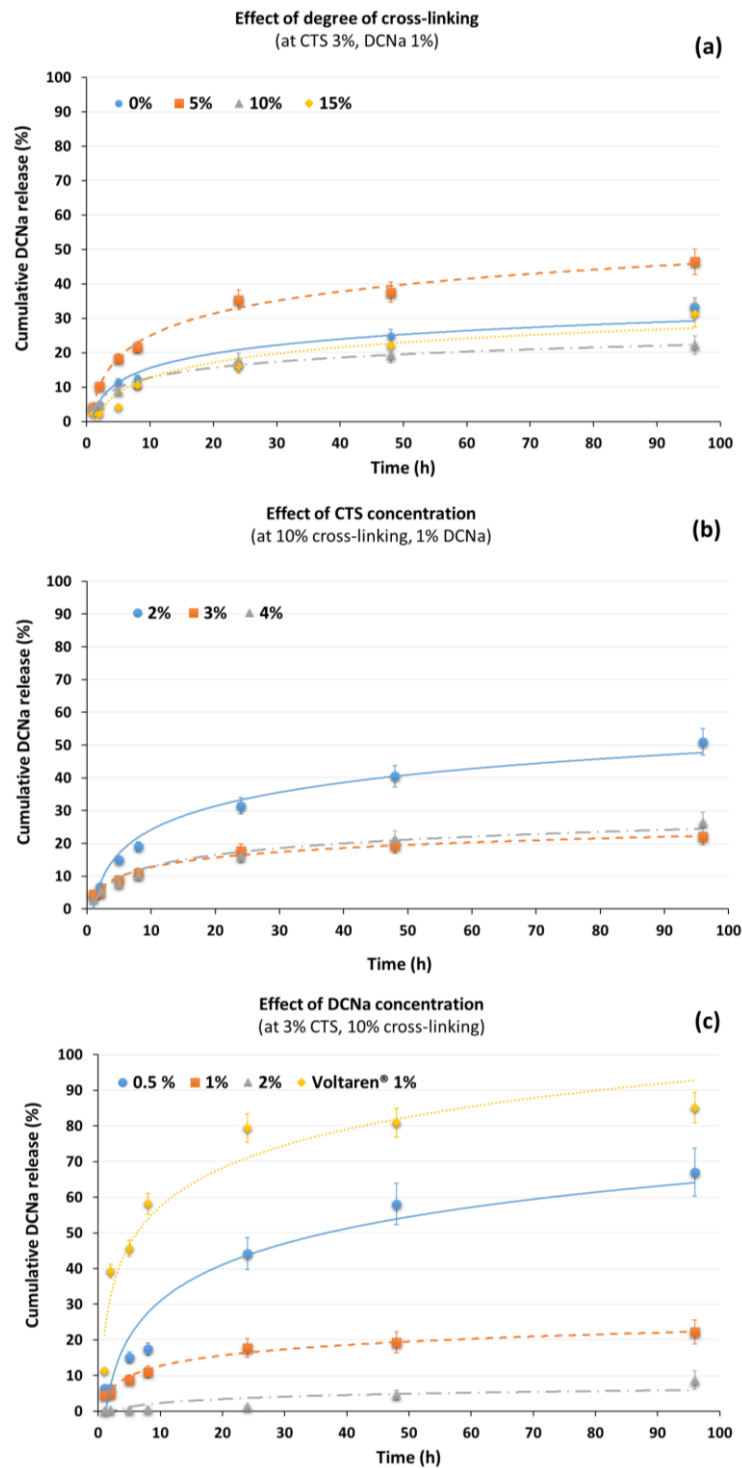 Effect of degree of cross-linking
(at CTS 3%, DCNa 1%)
(a)
Cumulative DCNa release (%)
100
90
80
70
60
50
40
30
20
10
0
0% 5% 10% 15%
0 10 20 30 40 50 60 70 80 90 100
Time (h)
Effect of CTS concentration
(at 10% cross-linking, 1% DCNa)
(b)
Cumulative DCNa release (%)
100
90
80
70
60
50
40
30
20
10
0
2% 3% 4%
0 10 20 30 40 50 60 70 80 90 100
Time (h)
Effect of DCNa concentration
(at 3% CTS, 10% cross-linking)
(c)
Cumulative DCNa release (%)
100
90
80
70
60
50
40
30
20
10
0
0.5 % 1% 2% Voltaren® 1%
0 10 20 30 40 50 60 70 80 90 100
Time (h)